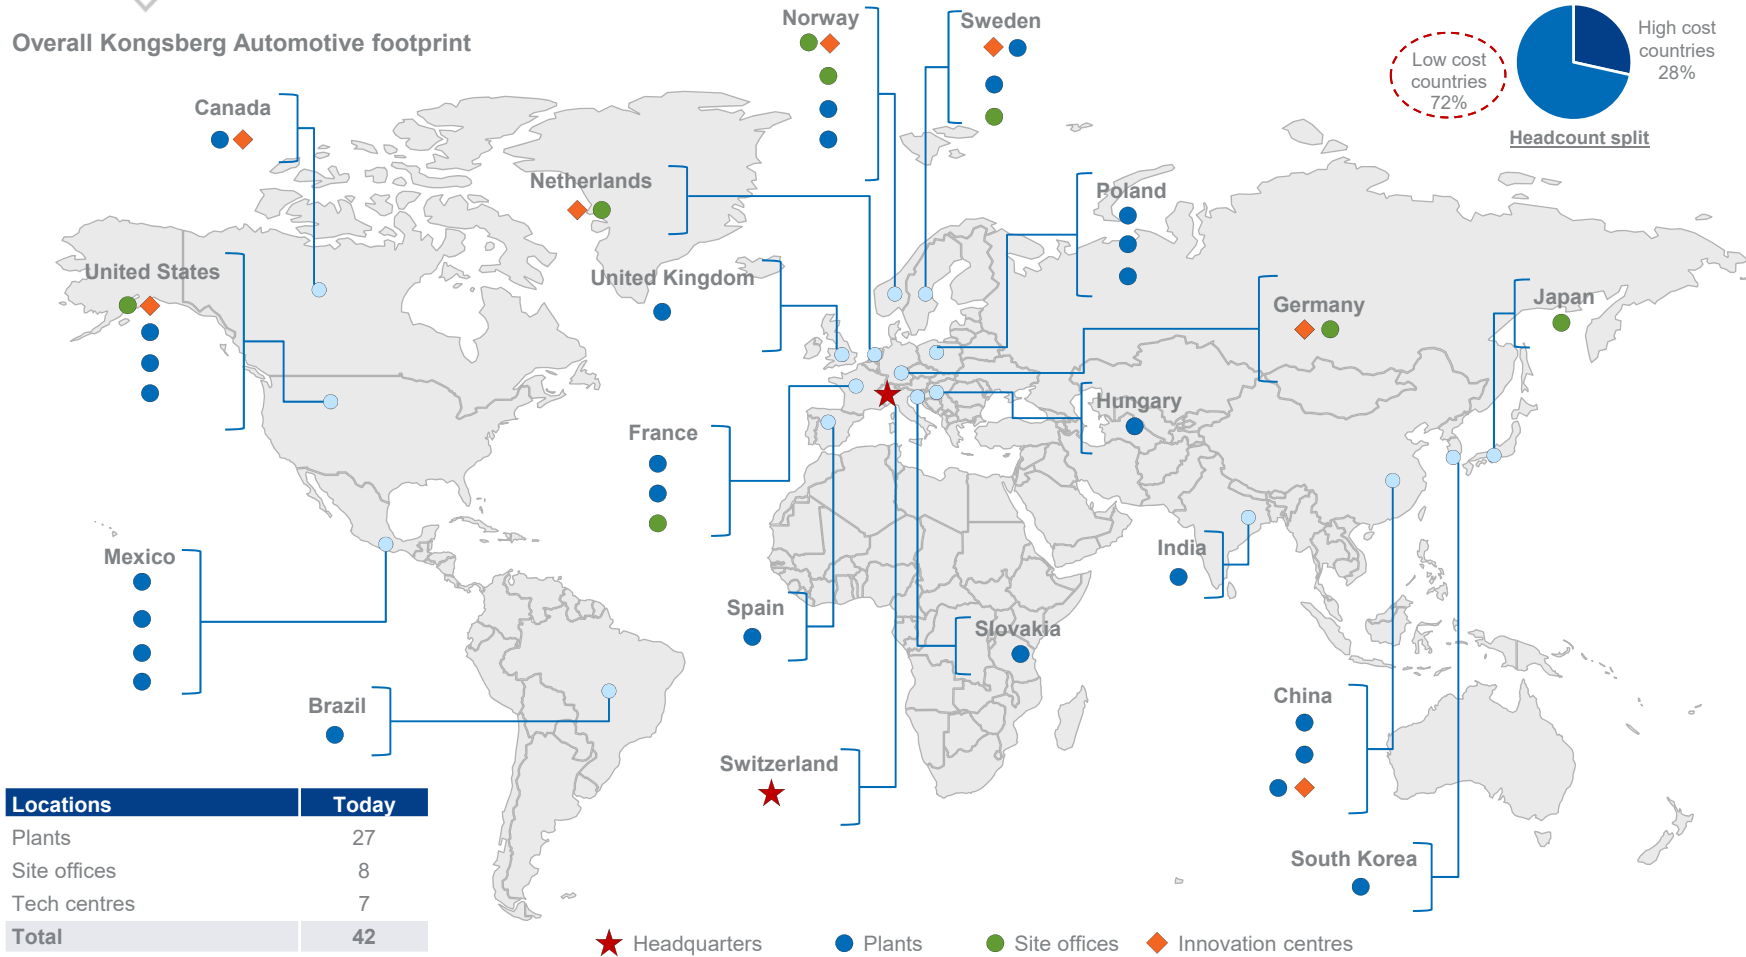 Overall Kongsberg Automotive footprint
Norway
Sweden
Low cost
countries
72%
High cost
countries
28%
Headcount split
Canada
Netherlands
Poland
United States
United Kingdom
Germany
Japan
Hungary
France
Mexico
India
Spain
Slovakia
Brazil
China
Switzerland
South Korea
Locations Today
Plants 27
Site offices 8
Tech centres 7
Total 42
Headquarters Plants Site offices Innovation centres